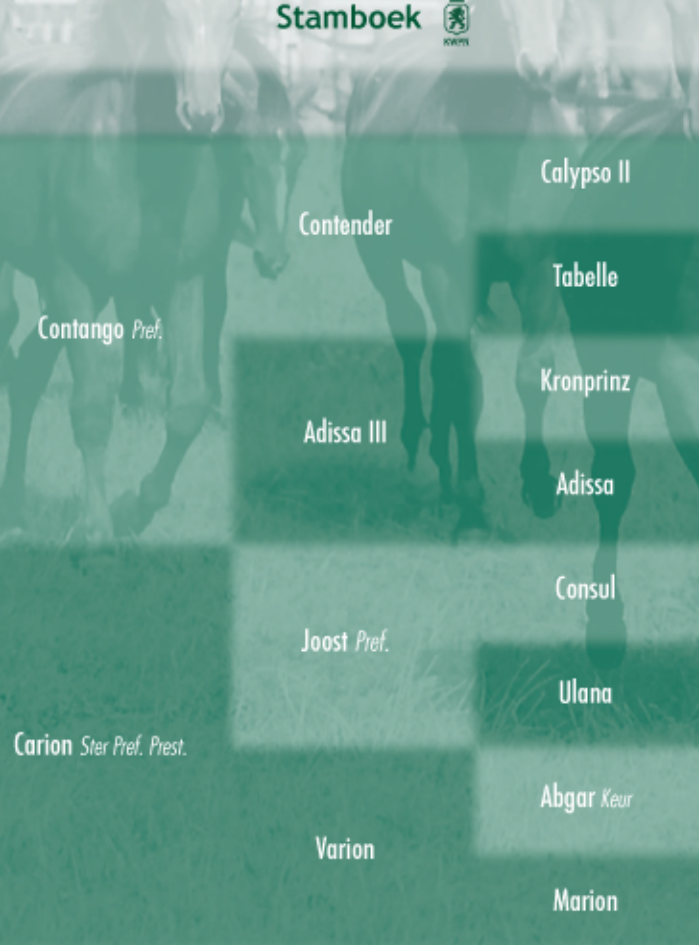 Stamboek
KWPN
Calypso II
Contender
Tabelle
Contango Pref.
Kronprinz
Adissa III
Adissa
Consul
Joost Pref.
Ulana
Carion Ster Pref. Prest.
Abgar Keur
Varion
Marion